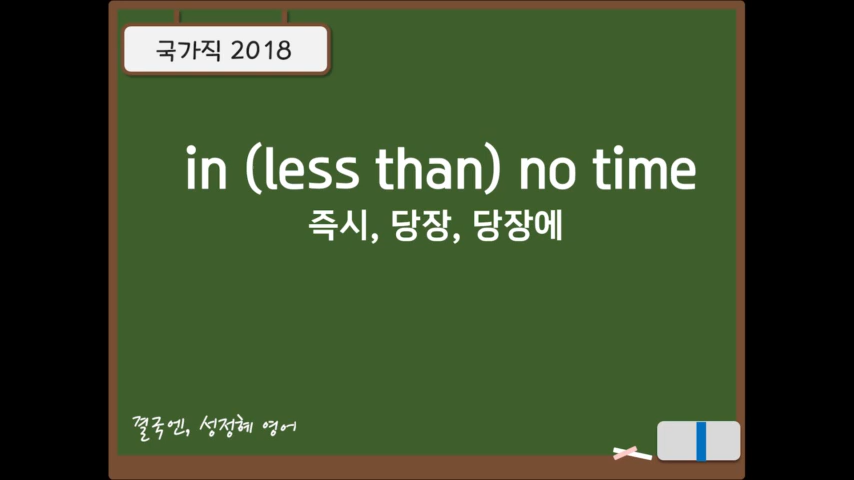 국가직 2018
in (less than) no time
즉시, 당장, 당장에
결국엔, 성정혜 영어